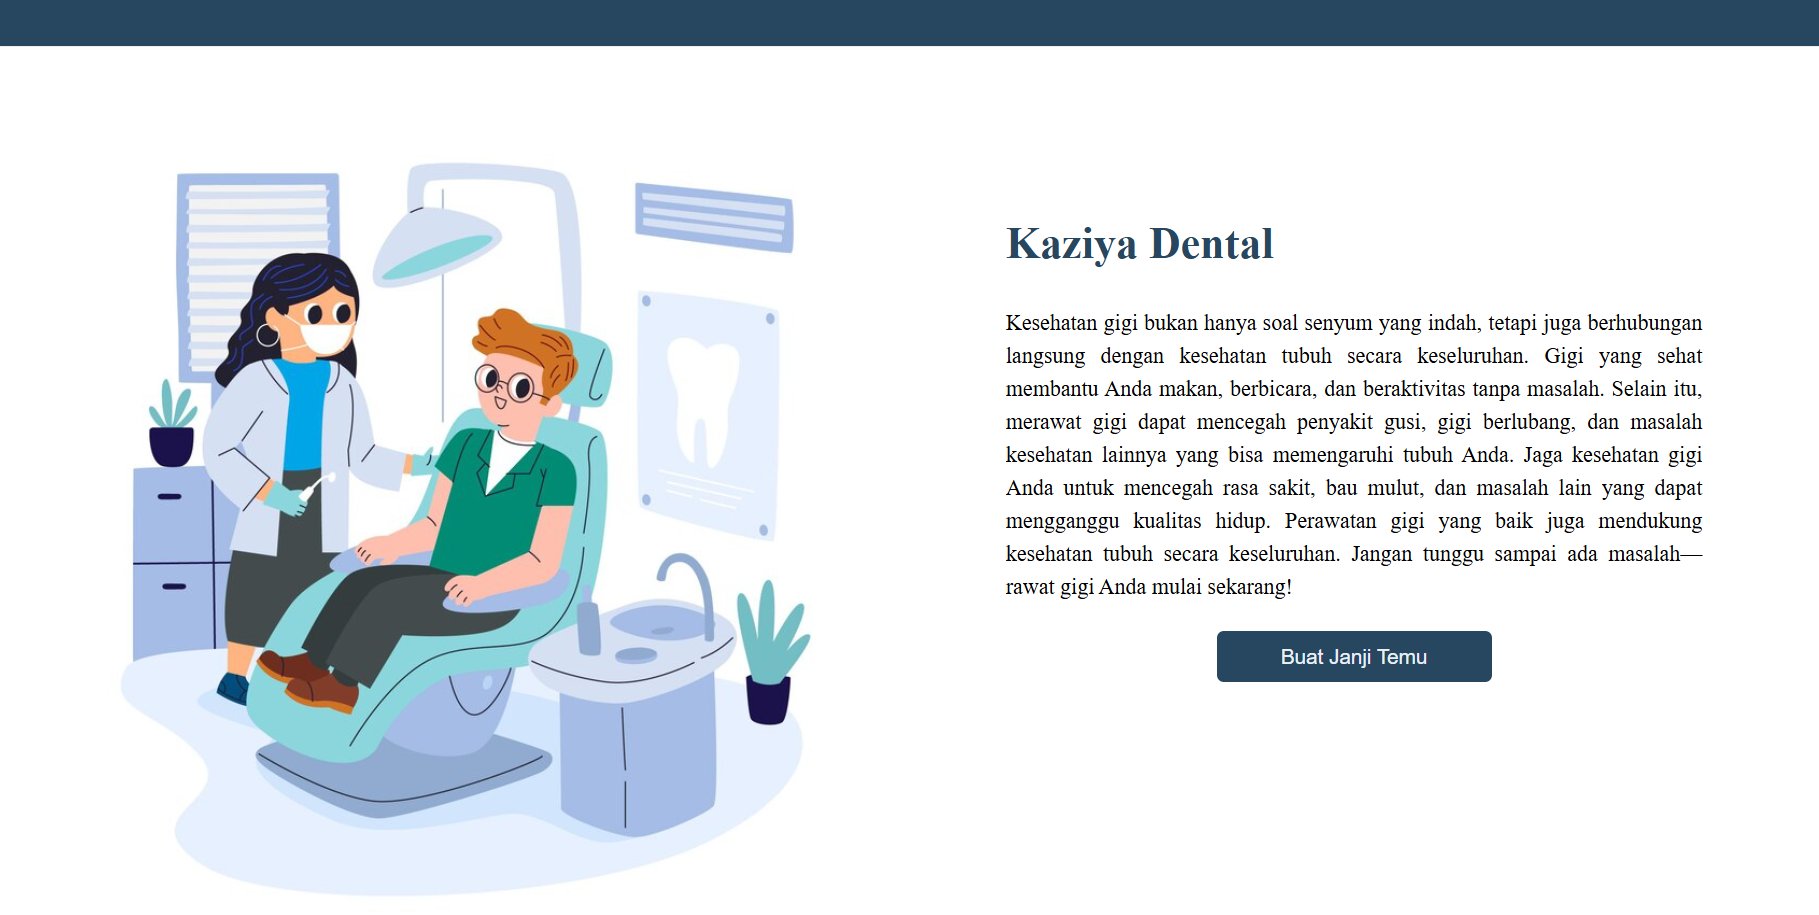 Kaziya Dental
Kesehatan gigi bukan hanya soal senyum yang indah, tetapi juga berhubungan
langsung dengan kesehatan tubuh secara keseluruhan. Gigi yang sehat
membantu Anda makan, berbicara, dan beraktivitas tanpa masalah. Selain itu,
merawat gigi dapat mencegah penyakit gusi, gigi berlubang, dan masalah
kesehatan lainnya yang bisa memengaruhi tubuh Anda. Jaga kesehatan gigi
Anda untuk mencegah rasa sakit, bau mulut, dan masalah lain yang dapat
mengganggu kualitas hidup. Perawatan gigi yang baik juga mendukung
kesehatan tubuh secara keseluruhan. Jangan tunggu sampai ada masalah—
rawat gigi Anda mulai sekarang!
Buat Janji Temu